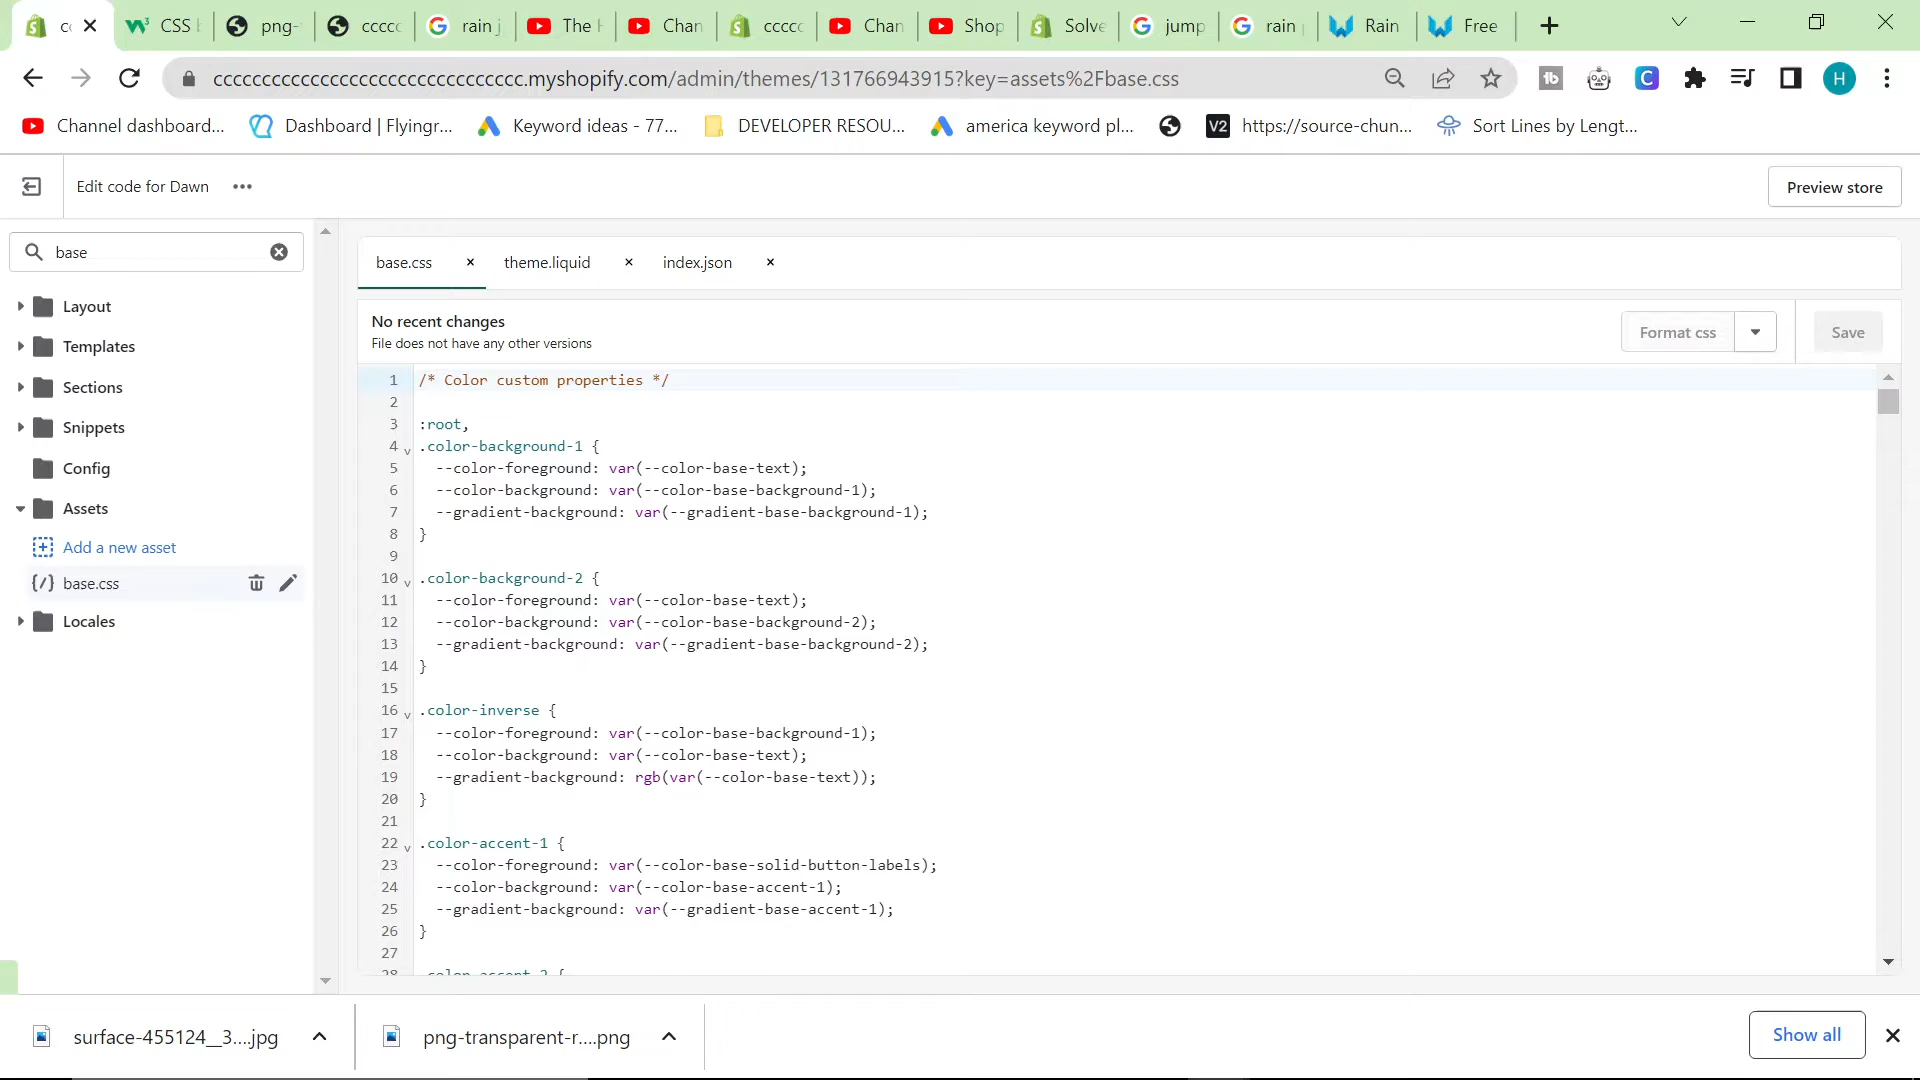 CSS b
png-
cccc
rain j
The H
Chan
cccc
Chan
Shop
Solve
jump
rain
Rain
Free
cccccccccccccccccccccccccccccccc.myshopify.com/admin/themes/131766943915?key=assets%2Fbase.css
Channel dashboard...
Dashboard | Flyingr...
Keyword ideas - 77...
DEVELOPER RESOU...
america keyword pl...
V2
https://source-chun...
Sort Lines by Lengt...
Edit code for Dawn
Preview store
base
base.css
theme.liquid
index.json
Layout
Templates
Sections
Snippets
Config
Assets
Add a new asset
{/} base.css
Locales
No recent changes
File does not have any other versions
Format css
Save
1 /* Color custom properties */
2
3 :root,
4 .color-background-1 {
5 --color-foreground: var(--color-base-text);
6 --color-background: var(--color-base-background-1);
7 --gradient-background: var(--gradient-base-background-1);
8 }
9
10 .color-background-2 {
11 --color-foreground: var(--color-base-text);
12 --color-background: var(--color-base-background-2);
13 --gradient-background: var(--gradient-base-background-2);
14 }
15
16 .color-inverse {
17 --color-foreground: var(--color-base-background-1);
18 --color-background: var(--color-base-text);
19 --gradient-background: rgb(var(--color-base-text));
20 }
21
22 .color-accent-1 {
23 --color-foreground: var(--color-base-solid-button-labels);
24 --color-background: var(--color-base-accent-1);
25 --gradient-background: var(--gradient-base-accent-1);
26 }
27
28 .color-accent-2 {
surface-455124__3....jpg
png-transparent-r....png
Show all